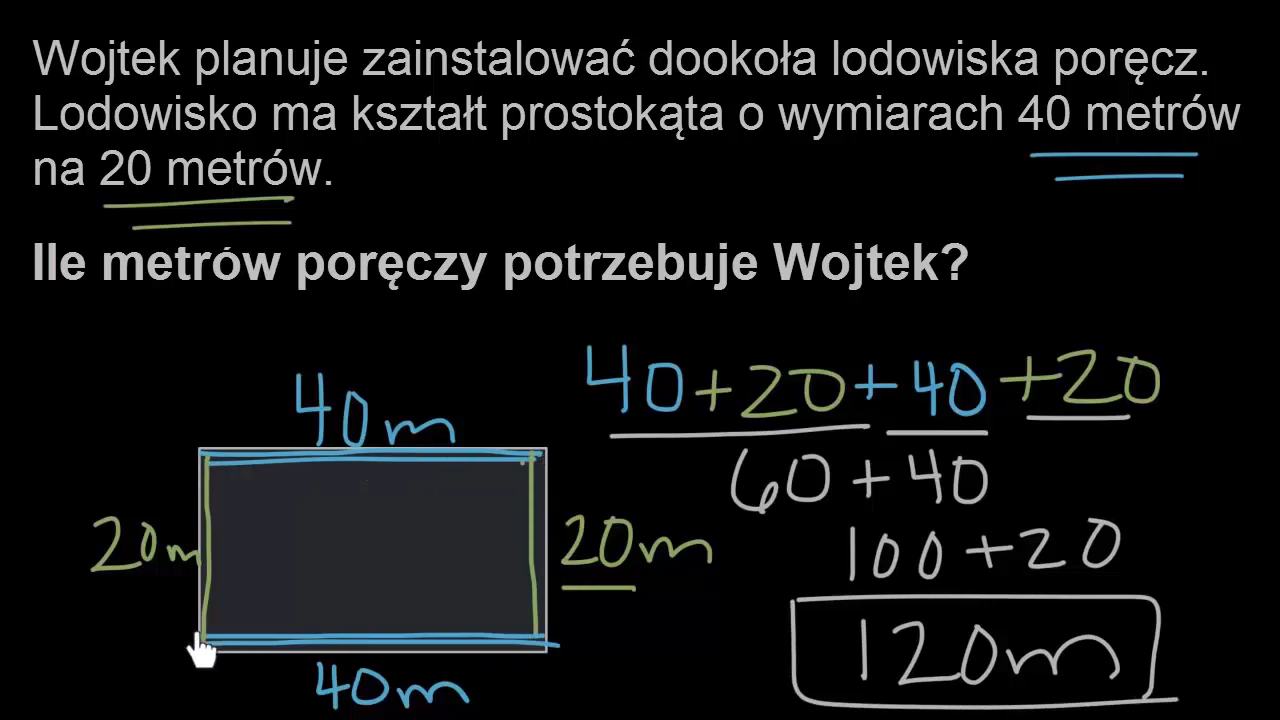 Wojtek planuje zainstalować dookoła lodowiska poręcz.
Lodowisko ma kształt prostokąta o wymiarach 40 metrów
na 20 metrów.
Ile metrów poręczy potrzebuje Wojtek?
40m
20m
20m
40m
40+20+40+20
60+40
100+20
120m